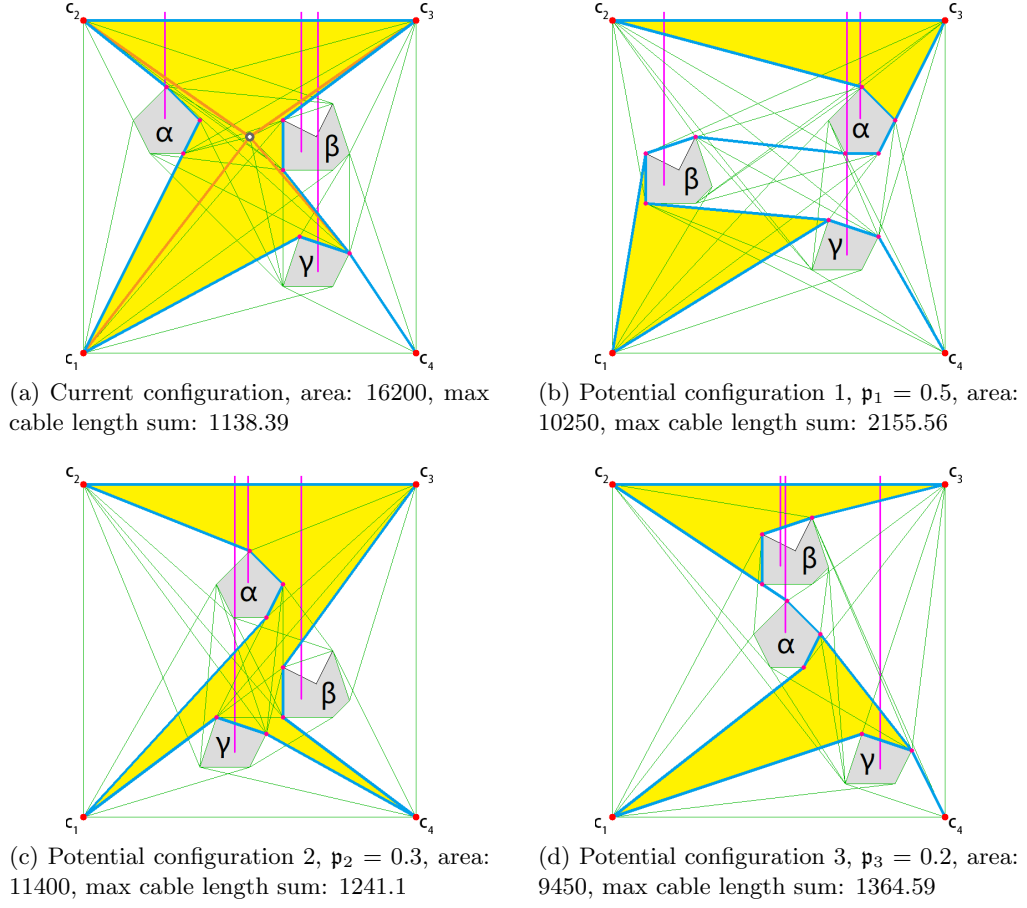 c2 c3
α
β
γ
c1 c4
(a) Current configuration, area: 16200, max
cable length sum: 1138.39
c2 c3
α
β
γ
c1 c4
(b) Potential configuration 1, 𝔭1 = 0.5, area:
10250, max cable length sum: 2155.56
c2 c3
α
β
γ
c1 c4
(c) Potential configuration 2, 𝔭2 = 0.3, area:
11400, max cable length sum: 1241.1
c2 c3
β
α
γ
c1 c4
(d) Potential configuration 3, 𝔭3 = 0.2, area:
9450, max cable length sum: 1364.59